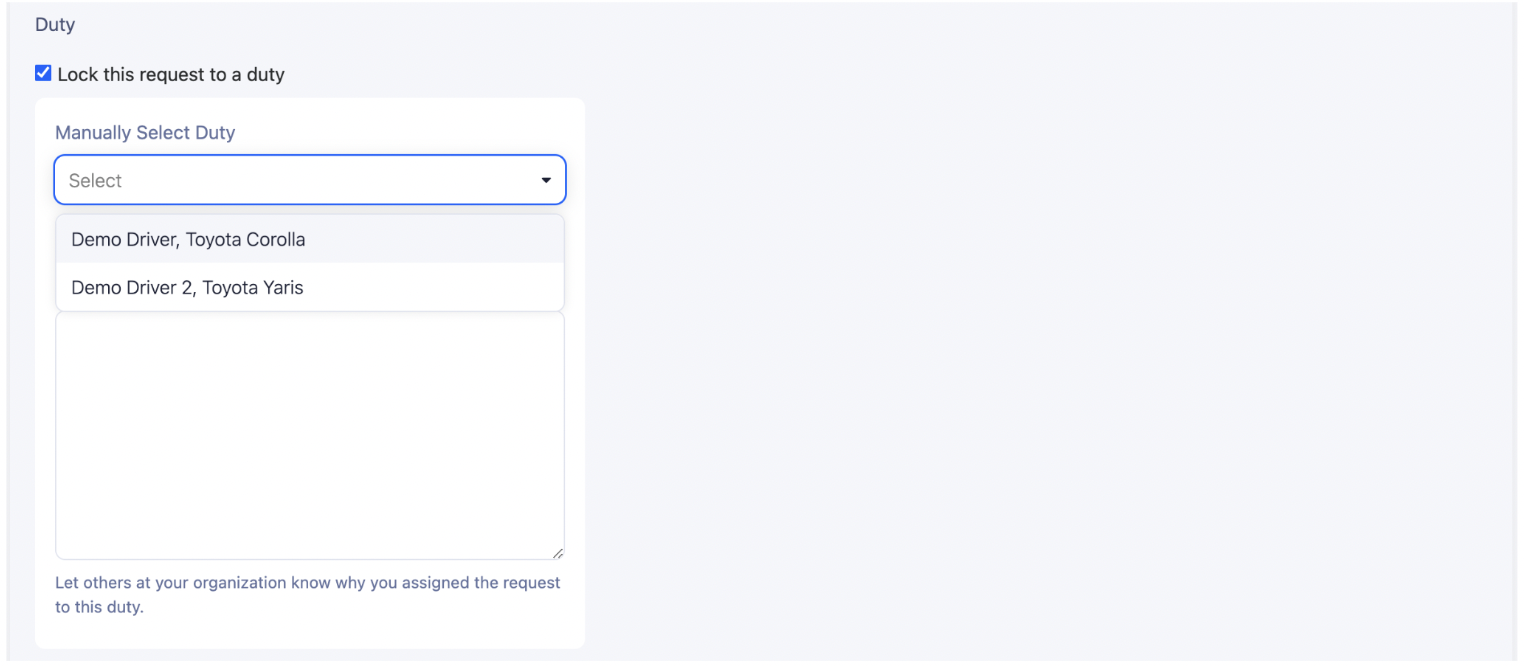 Duty
Lock this request to a duty
Manually Select Duty
Select
Demo Driver, Toyota Corolla
Demo Driver 2, Toyota Yaris
Let others at your organization know why you assigned the request
to this duty.